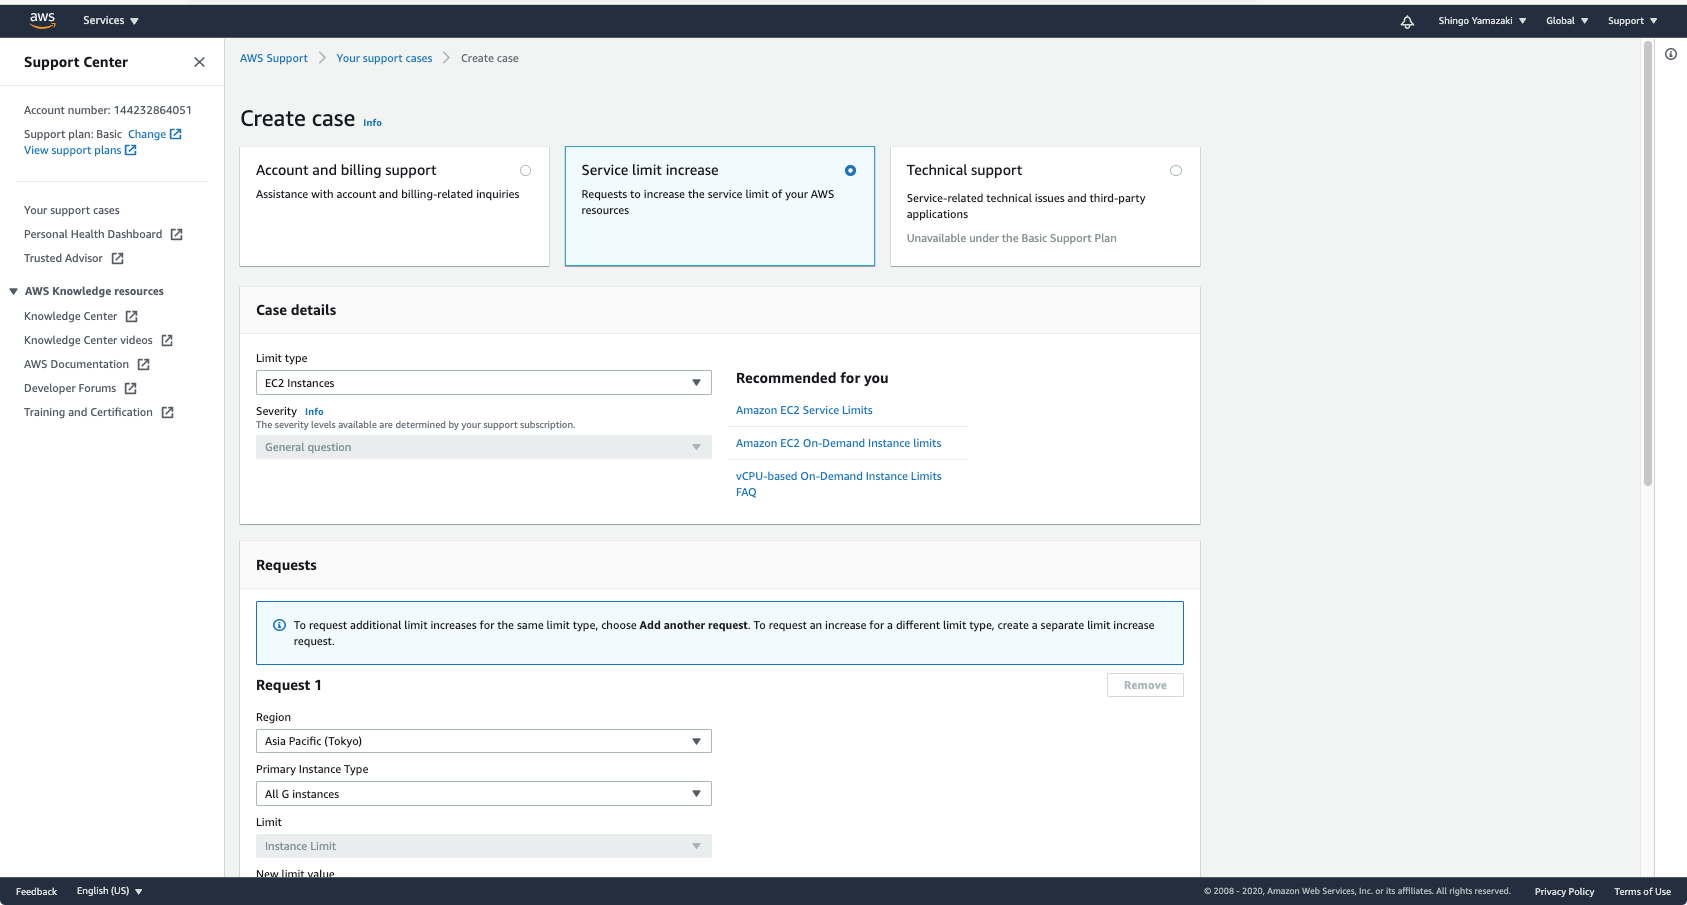 aws
Services
Shingo Yamazaki
Global
Support
Support Center
Account number: 144232864051
Support plan: Basic Change
View support plans
Your support cases
Personal Health Dashboard
Trusted Advisor
AWS Knowledge resources
Knowledge Center
Knowledge Center videos
AWS Documentation
Developer Forums
Training and Certification
AWS Support
Your support cases
Create case
Create case Info
Account and billing support
Assistance with account and billing-related inquiries
Service limit increase
Requests to increase the service limit of your AWS
resources
Technical support
Service-related technical issues and third-party
applications
Unavailable under the Basic Support Plan
Case details
Limit type
EC2 Instances
Severity Info
The severity levels available are determined by your support subscription.
General question
Recommended for you
Amazon EC2 Service Limits
Amazon EC2 On-Demand Instance limits
vCPU-based On-Demand Instance Limits
FAQ
Requests
To request additional limit increases for the same limit type, choose Add another request. To request an increase for a different limit type, create a separate limit increase
request.
Request 1
Remove
Region
Asia Pacific (Tokyo)
Primary Instance Type
All G instances
Limit
Instance Limit
New limit value
Feedback
English (US)
© 2008 - 2020, Amazon Web Services, Inc. or its affiliates. All rights reserved.
Privacy Policy
Terms of Use